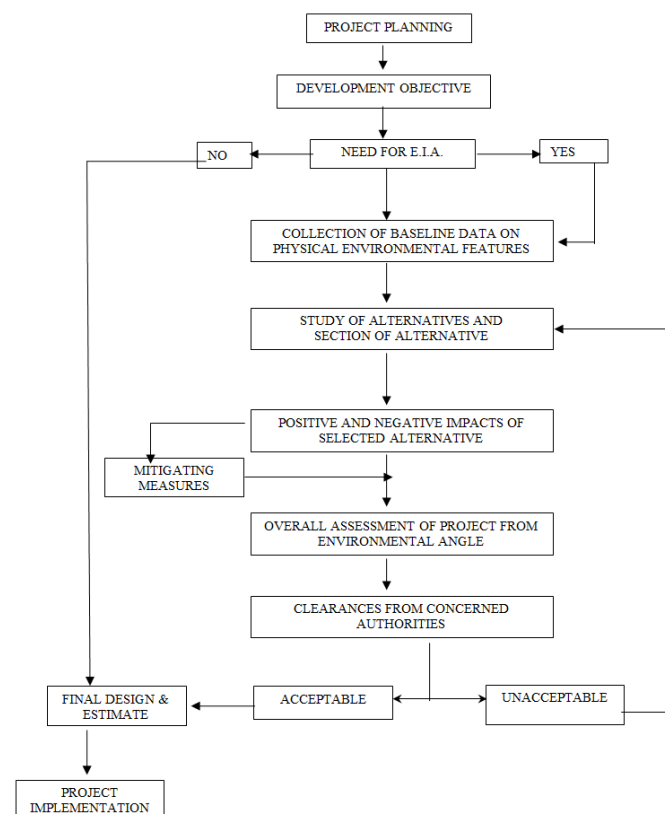 PROJECT PLANNING
DEVELOPMENT OBJECTIVE
NO
NEED FOR E.I.A.
YES
COLLECTION OF BASELINE DATA ON
PHYSICAL ENVIRONMENTAL FEATURES
STUDY OF ALTERNATIVES AND
SECTION OF ALTERNATIVE
POSITIVE AND NEGATIVE IMPACTS OF
SELECTED ALTERNATIVE
MITIGATING
MEASURES
OVERALL ASSESSMENT OF PROJECT FROM
ENVIRONMENTAL ANGLE
CLEARANCES FROM CONCERNED
AUTHORITIES
FINAL DESIGN &
ESTIMATE
ACCEPTABLE
UNACCEPTABLE
PROJECT
IMPLEMENTATION